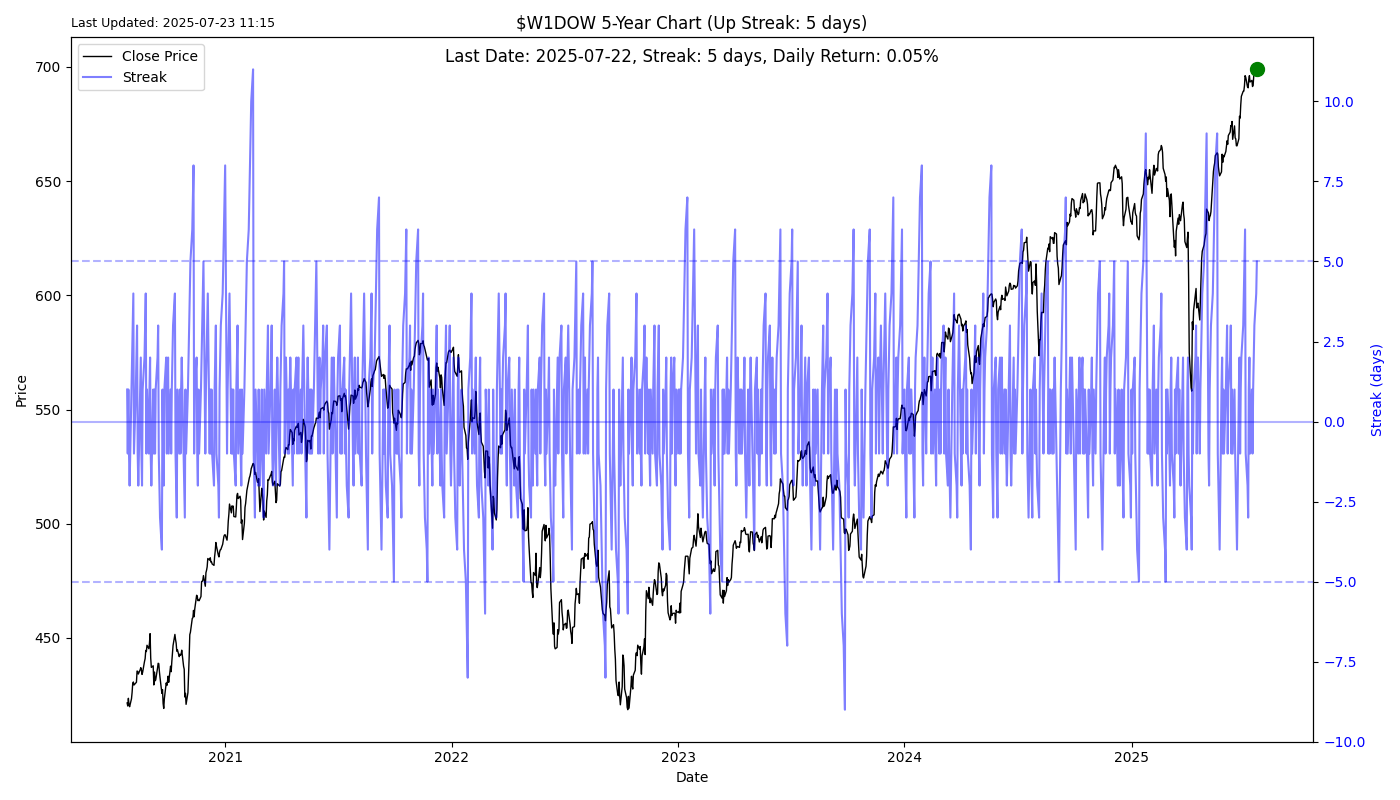 Last Updated: 2025-07-23 11:15
$W1DOW 5-Year Chart (Up Streak: 5 days)
Last Date: 2025-07-22, Streak: 5 days, Daily Return: 0.05%
Close Price
Streak
700
650
600
550
500
450
Price
10.0
7.5
5.0
2.5
0.0
−2.5
−5.0
−7.5
−10.0
Streak (days)
2021 2022 2023 2024 2025
Date